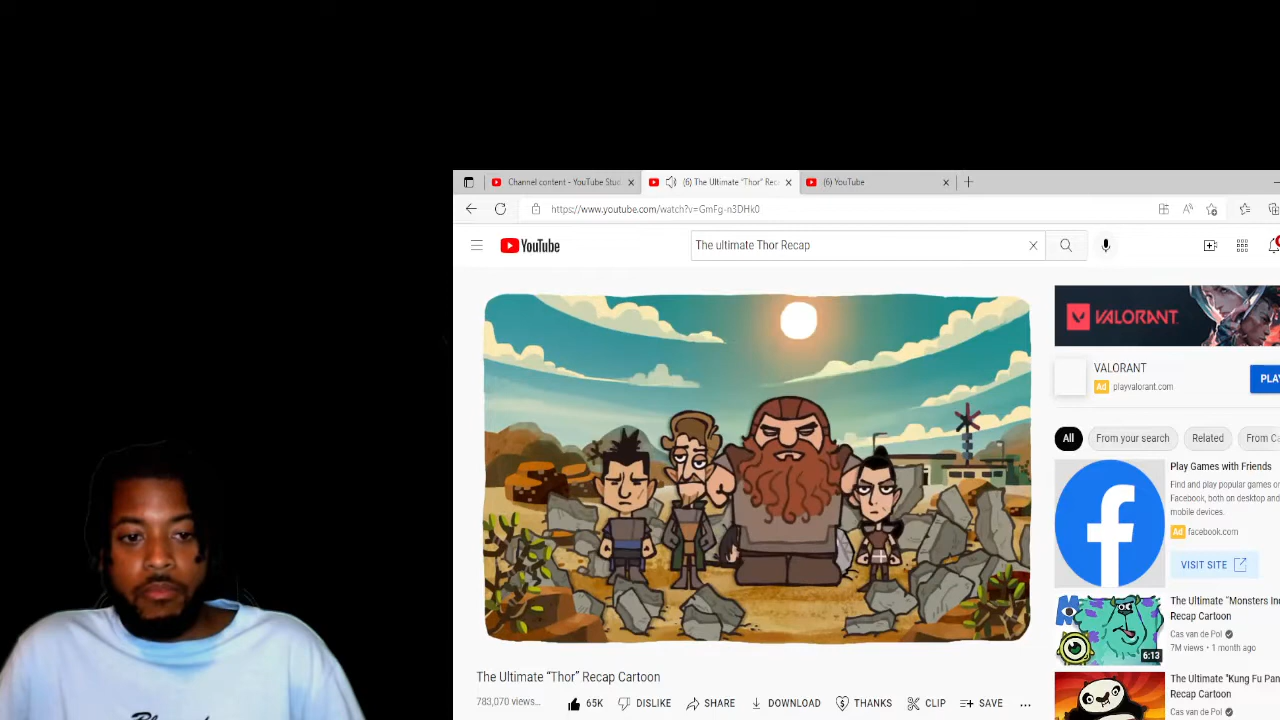 Channel content - YouTube Stud
(6) The Ultimate "Thor" Rec
(6) YouTube
https://www.youtube.com/watch?v=GmFg-n3DHk0
YouTube
The ultimate Thor Recap
VALORANT
VALORANT
Ad playvalorant.com
PLAY
All From your search Related From C
Play Games with Friends
Find and play popular games o
Facebook, both on desktop and
mobile devices.
Ad facebook.com
VISIT SITE
The Ultimate "Monsters Inc
Recap Cartoon
Cas van de Pol
7M views • 1 month ago
6:13
The Ultimate "Kung Fu Pan
Recap Cartoon
Cas van de Pol
The Ultimate "Thor" Recap Cartoon
783,070 views...
65K DISLIKE SHARE DOWNLOAD THANKS CLIP SAVE ...